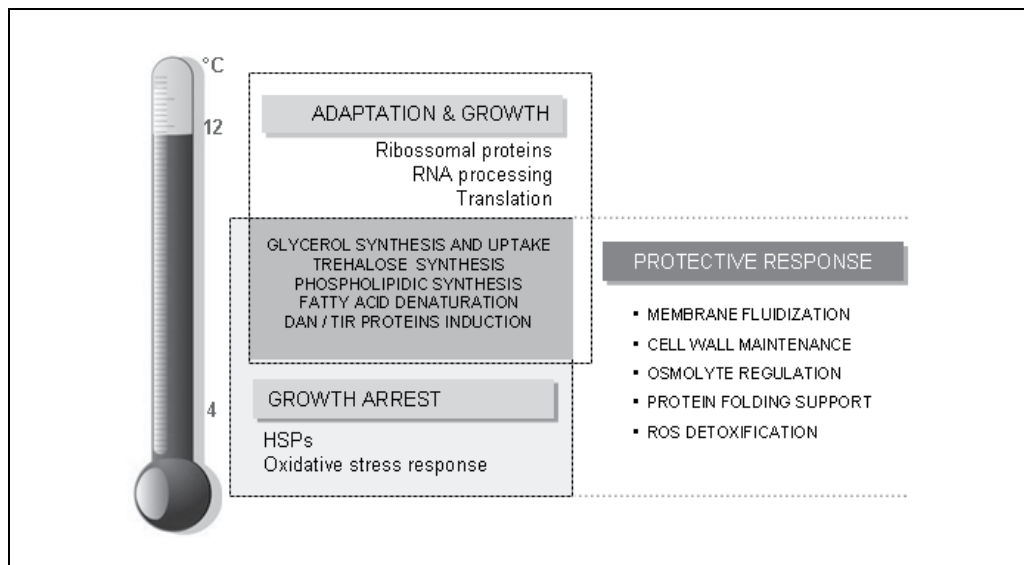 °C
12
ADAPTATION & GROWTH
Ribossomal proteins
RNA processing
Translation
GLYCEROL SYNTHESIS AND UPTAKE
TREHALOSE SYNTHESIS
PHOSPHOLIPIDIC SYNTHESIS
FATTY ACID DENATURATION
DAN / TIR PROTEINS INDUCTION
PROTECTIVE RESPONSE
▪ MEMBRANE FLUIDIZATION
▪ CELL WALL MAINTENANCE
▪ OSMOLYTE REGULATION
▪ PROTEIN FOLDING SUPPORT
▪ ROS DETOXIFICATION
4
GROWTH ARREST
HSPs
Oxidative stress response